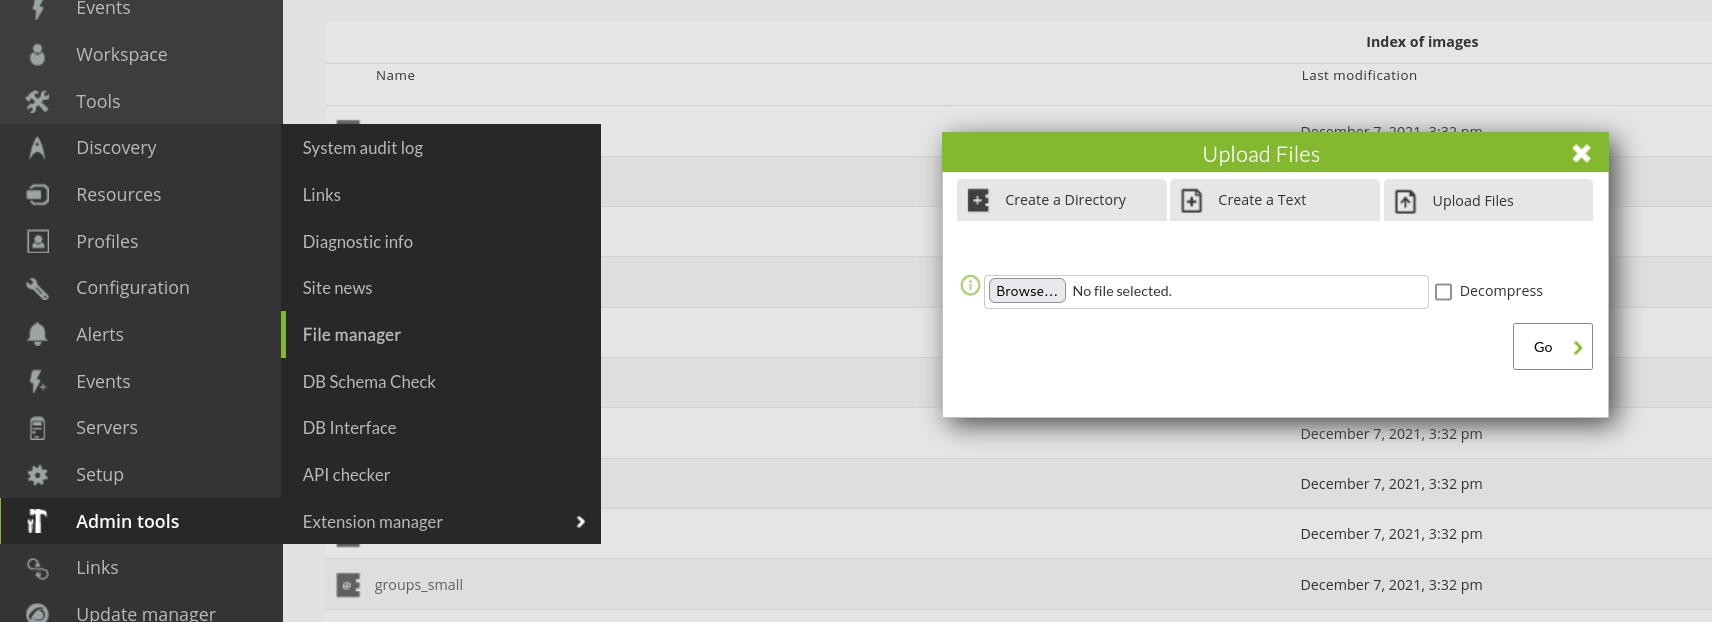 Events
Workspace
Tools
Discovery
Resources
Profiles
Configuration
Alerts
Events
Servers
Setup
Admin tools
Links
Update manager
System audit log
Links
Diagnostic info
Site news
File manager
DB Schema Check
DB Interface
API checker
Extension manager
Index of images
Name Last modification
December 7, 2021, 3:32 pm
Upload Files
Create a Directory Create a Text Upload Files
Browse... No file selected. Decompress
Go
December 7, 2021, 3:32 pm
December 7, 2021, 3:32 pm
December 7, 2021, 3:32 pm
groups_small December 7, 2021, 3:32 pm